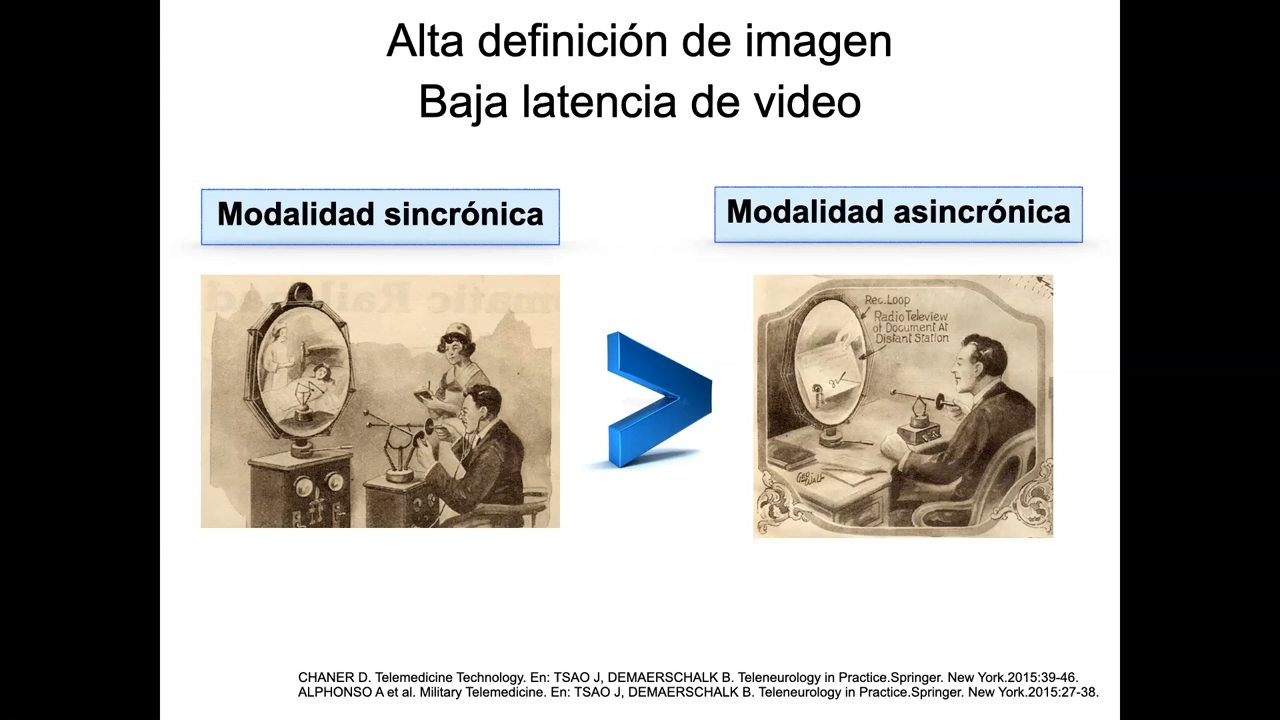 Alta definición de imagen
Baja latencia de video
Modalidad sincrónica
Modalidad asincrónica
Rec. Loop
Radio Teleview
of Document At
Distant Station
CHANER D. Telemedicine Technology. En: TSAO J, DEMAERSCHALK B. Teleneurology in Practice.Springer. New York.2015:39-46.
ALPHONSO A et al. Military Telemedicine. En: TSAO J, DEMAERSCHALK B. Teleneurology in Practice.Springer. New York.2015:27-38.